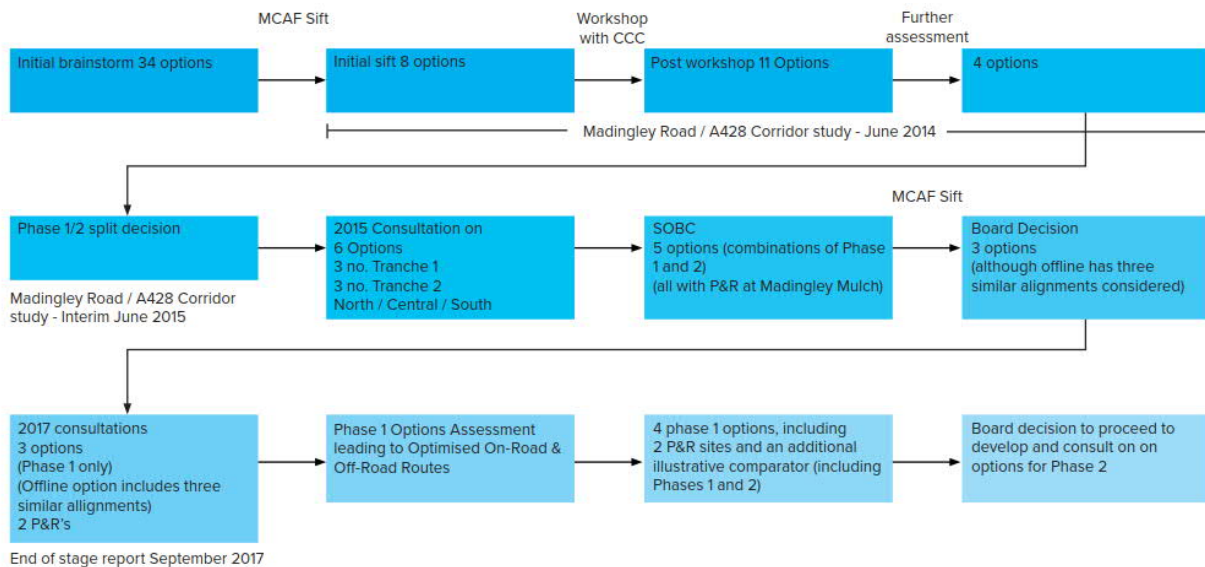 MCAF Sift
Workshop
with CCC
Further
assessment
Initial brainstorm 34 options
Initial sift 8 options
Post workshop 11 Options
4 options
Madingley Road / A428 Corridor study - June 2014
MCAF Sift
Phase 1/2 split decision
2015 Consultation on
6 Options
3 no. Tranche 1
3 no. Tranche 2
North / Central / South
SOBC
5 options (combinations of Phase
1 and 2)
(all with P&R at Madingley Mulch)
Board Decision
3 options
(although offline has three
similar alignments considered)
Madingley Road / A428 Corridor
study - Interim June 2015
2017 consultations
3 options
(Phase 1 only)
(Offline option includes three
similar allignments)
2 P&R's
Phase 1 Options Assessment
leading to Optimised On-Road &
Off-Road Routes
4 phase 1 options, including
2 P&R sites and an additional
illustrative comparator (including
Phases 1 and 2)
Board decision to proceed to
develop and consult on on
options for Phase 2
End of stage report September 2017